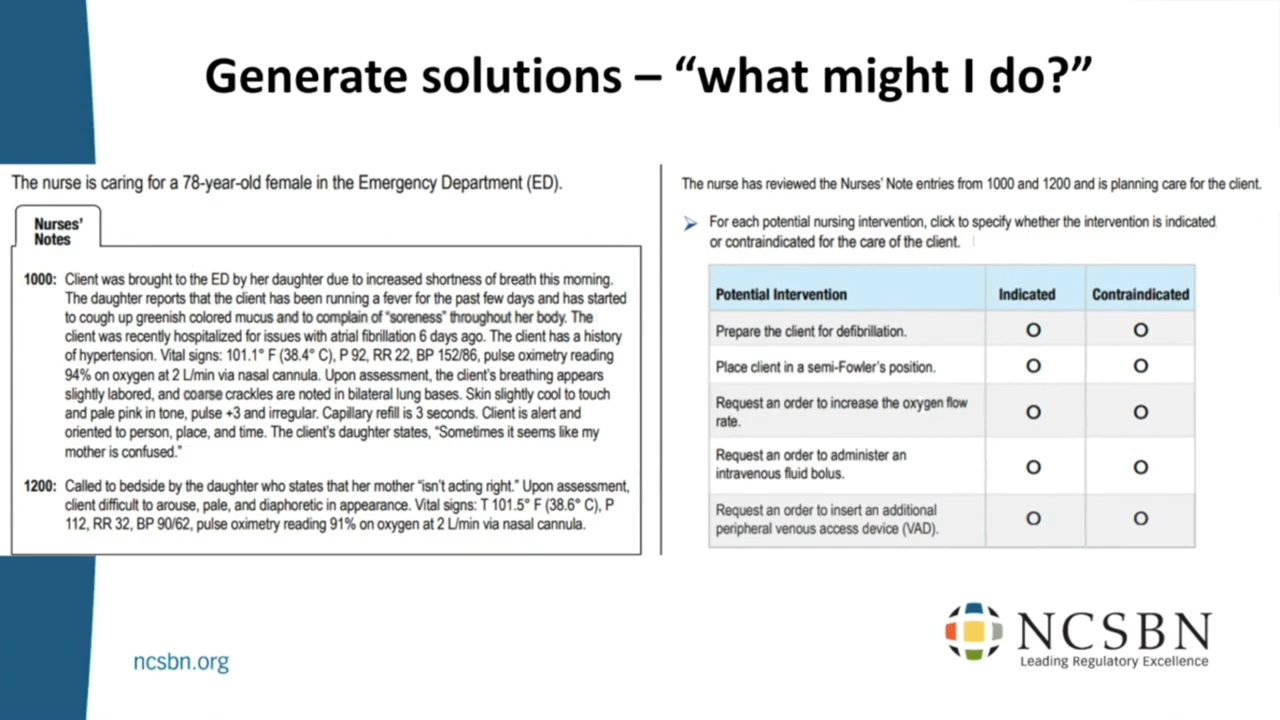 Generate solutions – “what might I do?”
The nurse is caring for a 78-year-old female in the Emergency Department (ED).
Nurses’
Notes
1000: Client was brought to the ED by her daughter due to increased shortness of breath this morning.
The daughter reports that the client has been running a fever for the past few days and has started
to cough up greenish colored mucus and to complain of “soreness” throughout her body. The
client was recently hospitalized for issues with atrial fibrillation 6 days ago. The client has a history
of hypertension. Vital signs: 101.1° F (38.4° C), P 92, RR 22, BP 152/86, pulse oximetry reading
94% on oxygen at 2 L/min via nasal cannula. Upon assessment, the client’s breathing appears
slightly labored, and coarse crackles are noted in bilateral lung bases. Skin slightly cool to touch
and pale pink in tone, pulse +3 and irregular. Capillary refill is 3 seconds. Client is alert and
oriented to person, place, and time. The client’s daughter states, “Sometimes it seems like my
mother is confused.”
1200: Called to bedside by the daughter who states that her mother “isn’t acting right.” Upon assessment,
client difficult to arouse, pale, and diaphoretic in appearance. Vital signs: T 101.5° F (38.6° C), P
112, RR 32, BP 90/62, pulse oximetry reading 91% on oxygen at 2 L/min via nasal cannula.
The nurse has reviewed the Nurses’ Note entries from 1000 and 1200 and is planning care for the client.
For each potential nursing intervention, click to specify whether the intervention is indicated
or contraindicated for the care of the client.
Potential Intervention Indicated Contraindicated
Prepare the client for defibrillation.
Place client in a semi-Fowler’s position.
Request an order to increase the oxygen flow
rate.
Request an order to administer an
intravenous fluid bolus.
Request an order to insert an additional
peripheral venous access device (VAD).
ncsbn.org
NCSBN
Leading Regulatory Excellence